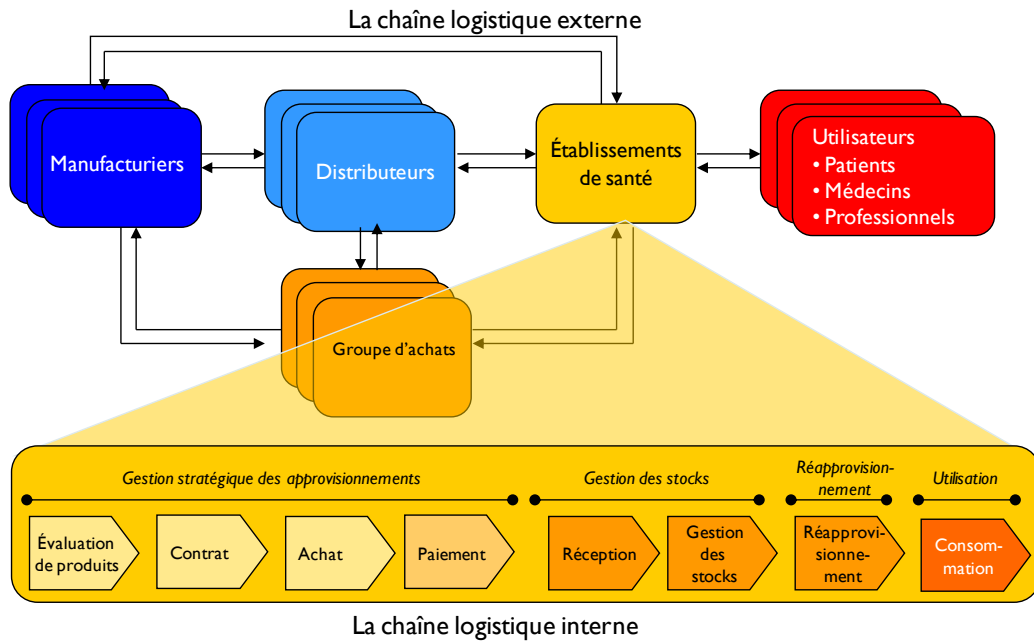 La chaîne logistique externe
Manufacturiers
Distributeurs
Établissements
de santé
Utilisateurs
• Patients
• Médecins
• Professionnels
Groupe d'achats
Gestion stratégique des approvisionnements
Gestion des stocks
Réapprovision-
nement
Utilisation
Évaluation
de produits
Contrat
Achat
Paiement
Réception
Gestion
des
stocks
Réapprovi-
sionne-
ment
Consom-
mation
La chaîne logistique interne